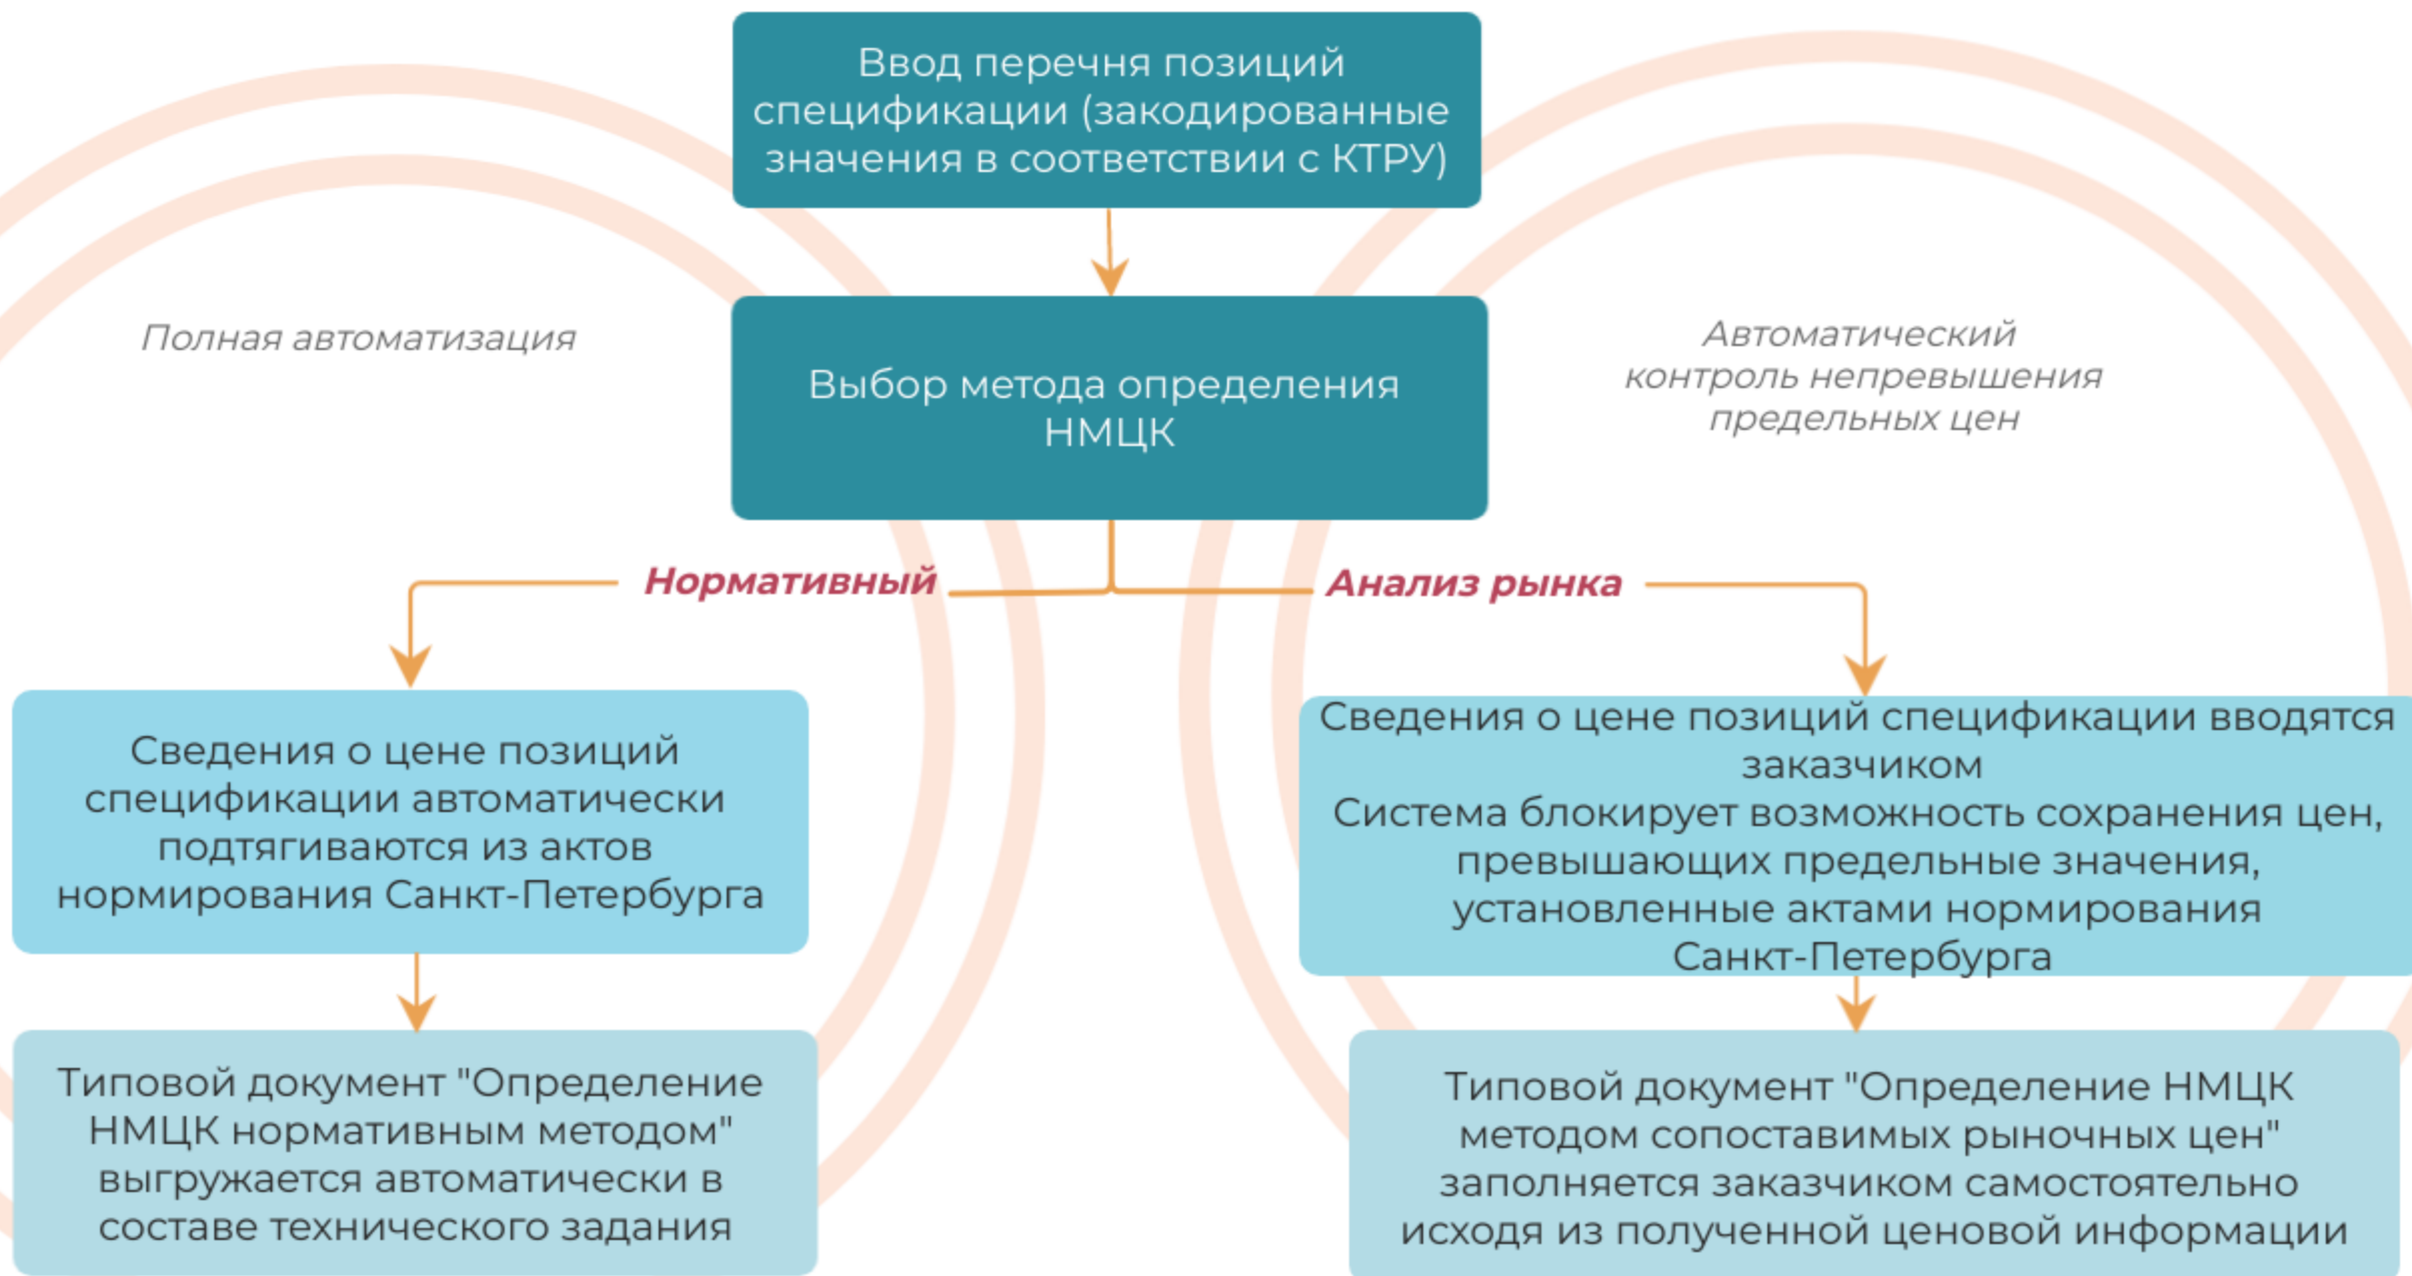 Ввод перечня позиций
спецификации (закодированные
значения в соответствии с КТРУ)
Полная автоматизация
Выбор метода определения
НМЦК
Автоматический
контроль непревышения
предельных цен
Нормативный
Анализ рынка
Сведения о цене позиций
спецификации автоматически
подтягиваются из актов
нормирования Санкт-Петербурга
Сведения о цене позиций спецификации вводятся
заказчиком
Система блокирует возможность сохранения цен,
превышающих предельные значения,
установленные актами нормирования
Санкт-Петербурга
Типовой документ "Определение
НМЦК нормативным методом"
выгружается автоматически в
составе технического задания
Типовой документ "Определение НМЦК
методом сопоставимых рыночных цен"
заполняется заказчиком самостоятельно
исходя из полученной ценовой информации